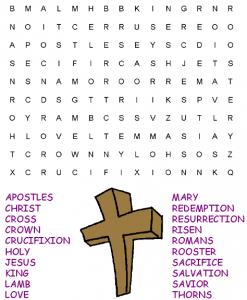 B M A L M H B B K I N G R N R
N O I T C E R R U S E R E O O
A P O S T L E S E Y S C D I O
S E C I F I R C A S H J E T S
N S N A M O R O O R R E M A T
R C D S G T T R I I K S P V E
O Y R A M B C S S V Z U T L R
H L O V E L T E M M A S I A Y
T C R O W N N Y L O H S O S Z
X C R U C I F I X I O N N K Q
APOSTLES
CHRIST
CROSS
CROWN
CRUCIFIXION
HOLY
JESUS
KING
LAMB
LOVE
MARY
REDEMPTION
RESURRECTION
RISEN
ROMANS
ROOSTER
SACRIFICE
SALVATION
SAVIOR
THORNS